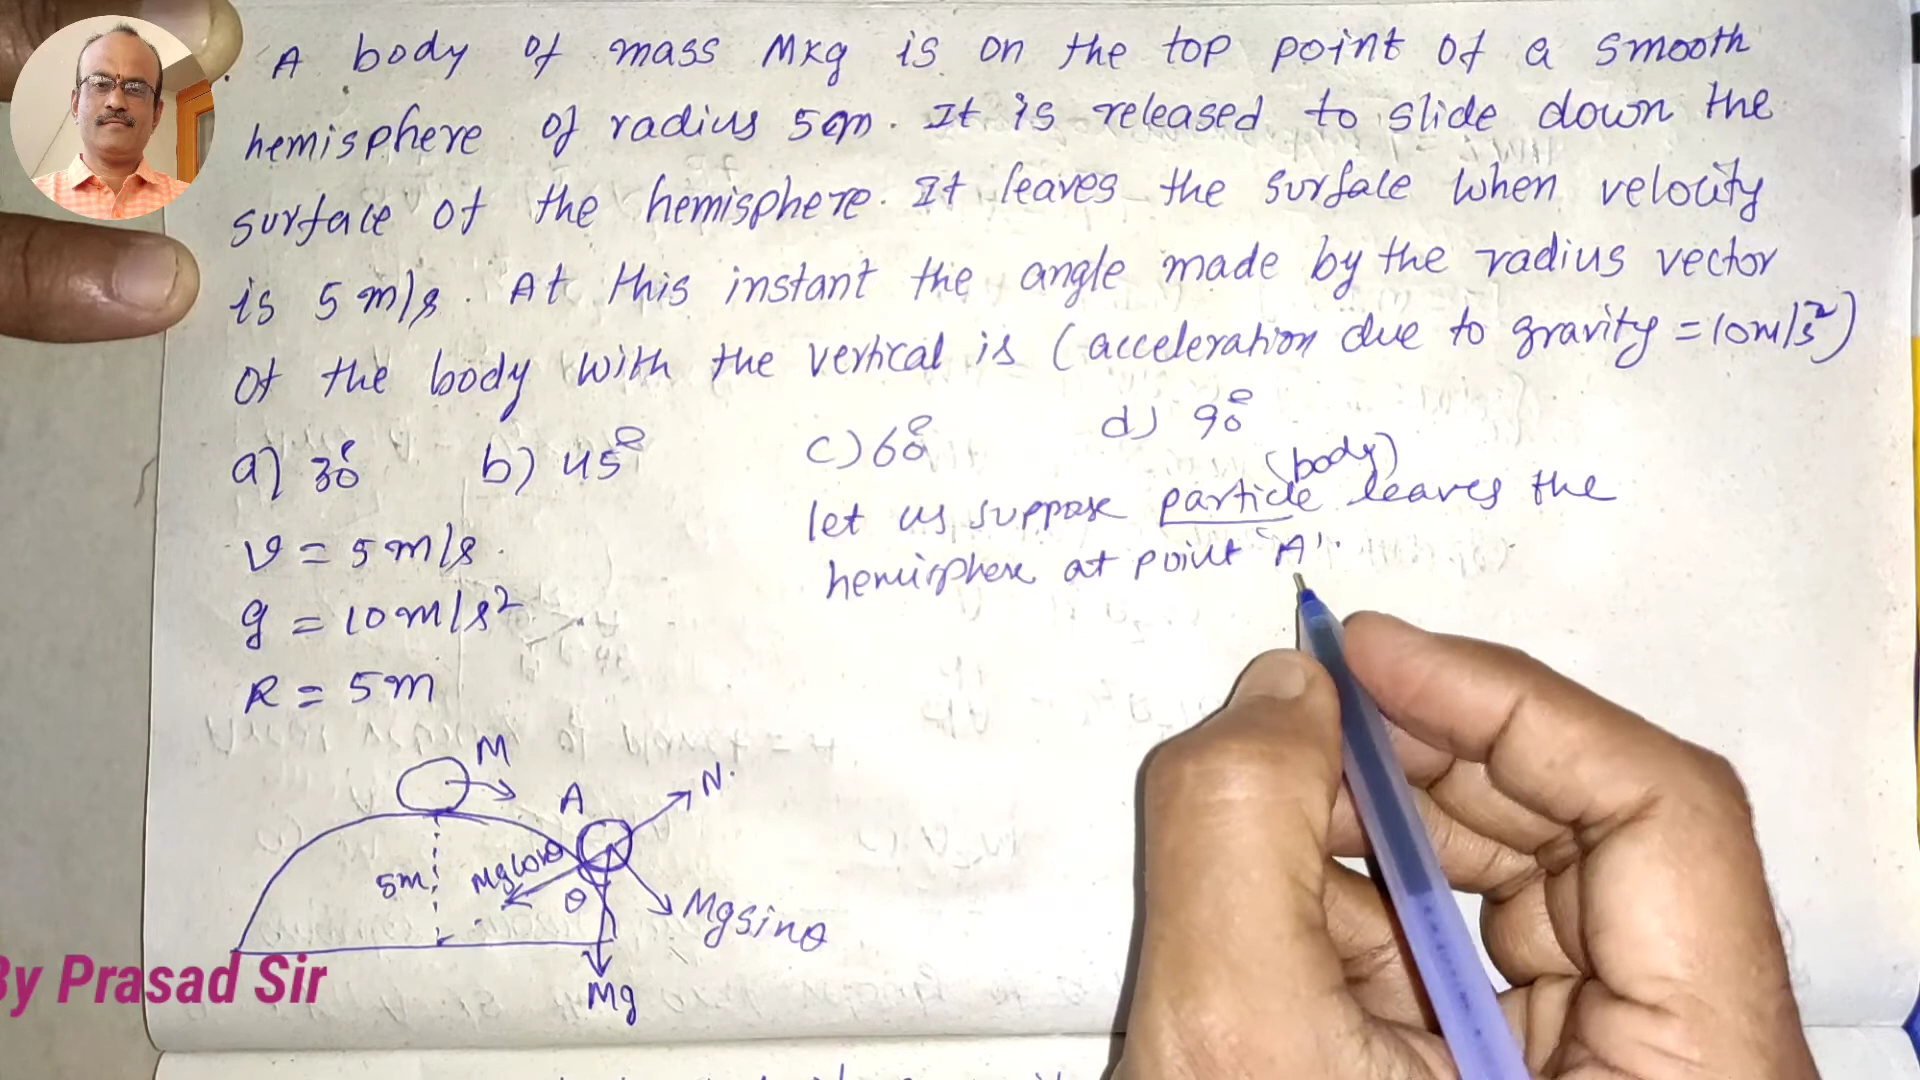 . A body of mass Mkg is on the top point of a smooth
hemisphere of radius 5m. It is released to slide down the
surface of the hemisphere. It leaves the surface when velocity
is 5 m/s. At this instant the angle made by the radius vector
of the body with the vertical is (acceleration due to gravity = 10m/s²)
a) 30° b) 45° c) 60° d) 90°
(body)
let us suppose particle leaves the
hemisphere at point 'A'.
v = 5 m/s.
g = 10 m/s²
R = 5m
M
A
N.
5m
Mg cosθ
θ
Mg sinθ
Mg
By Prasad Sir